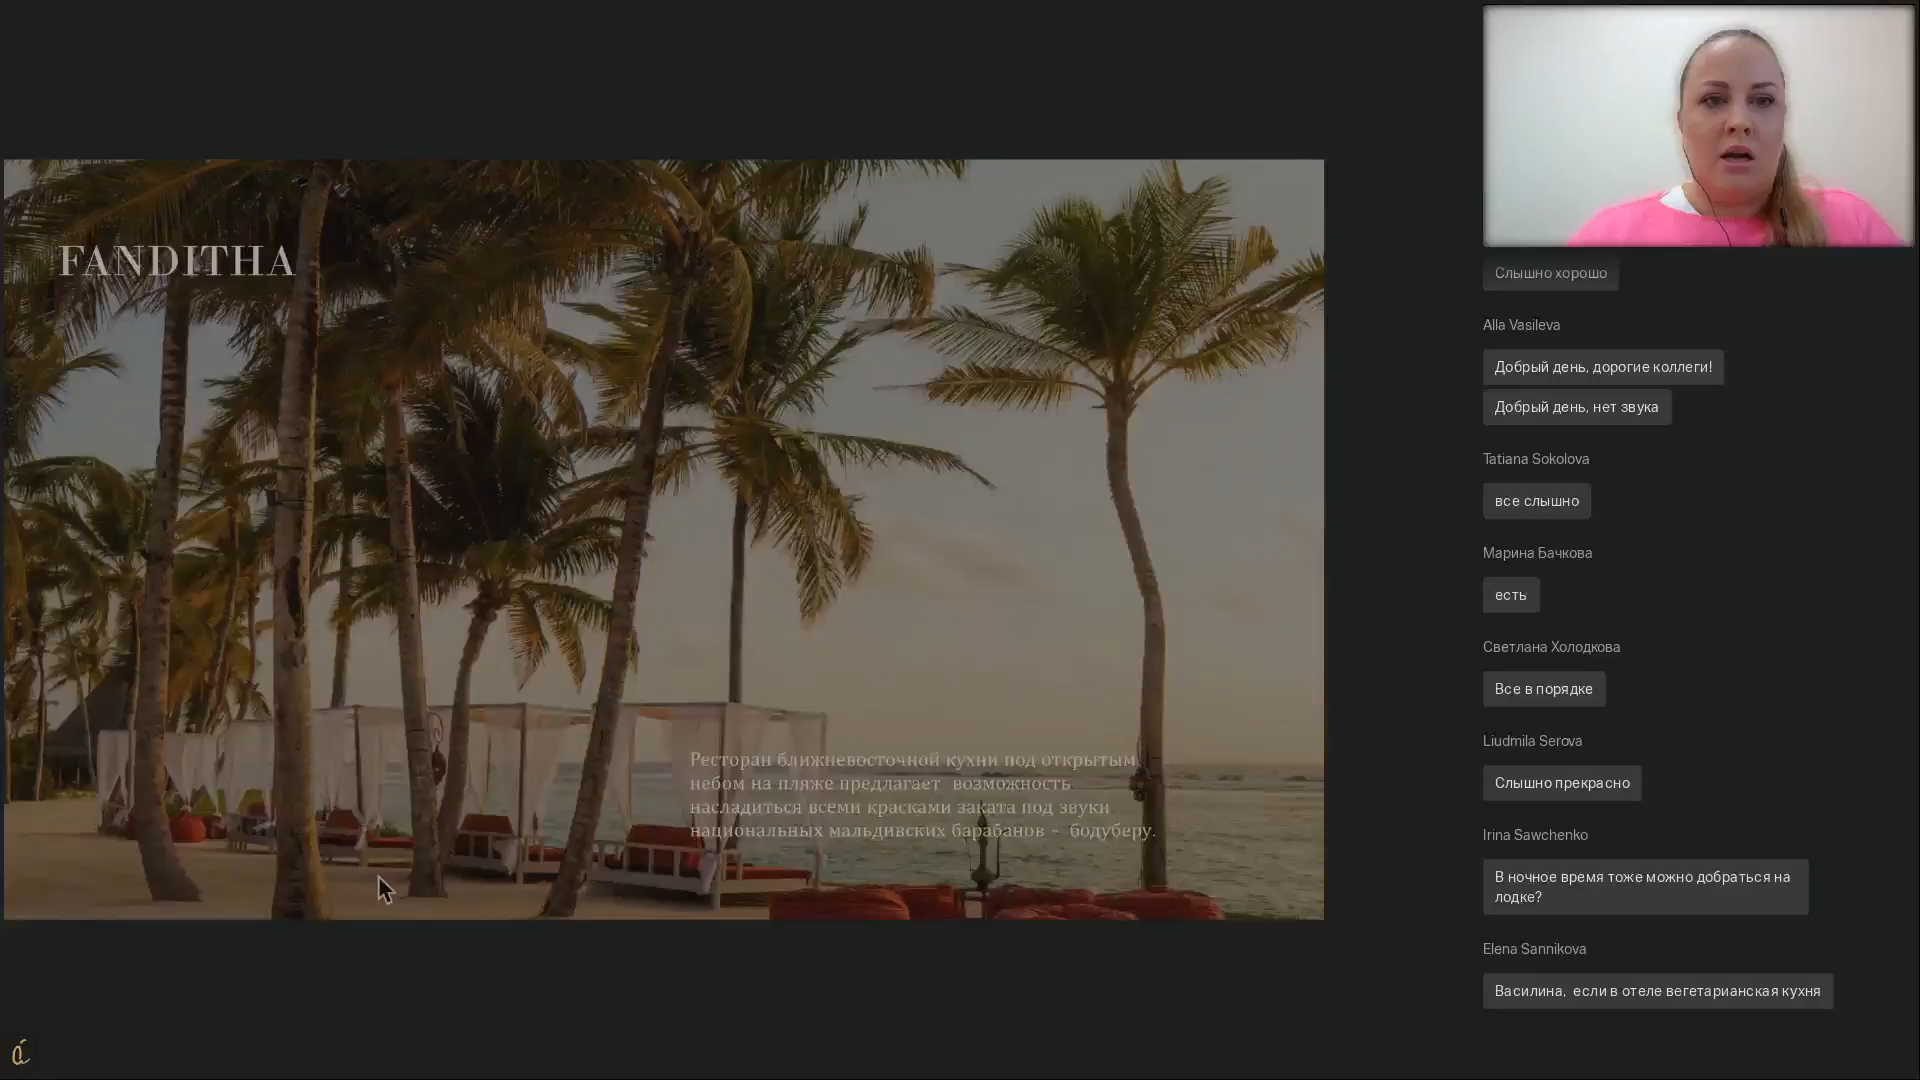 FANDITHA
Ресторан ближневосточной кухни под открытым
небом на пляже предлагает возможность
насладиться всеми красками заката под звуки
национальных мальдивских барабанов - бодуберу.
Слышно хорошо
Alla Vasileva
Добрый день, дорогие коллеги!
Добрый день, нет звука
Tatiana Sokolova
все слышно
Марина Бачкова
есть
Светлана Холодкова
Все в порядке
Liudmila Serova
Слышно прекрасно
Irina Sawchenko
В ночное время тоже можно добраться на
лодке?
Elena Sannikova
Василина, если в отеле вегетарианская кухня